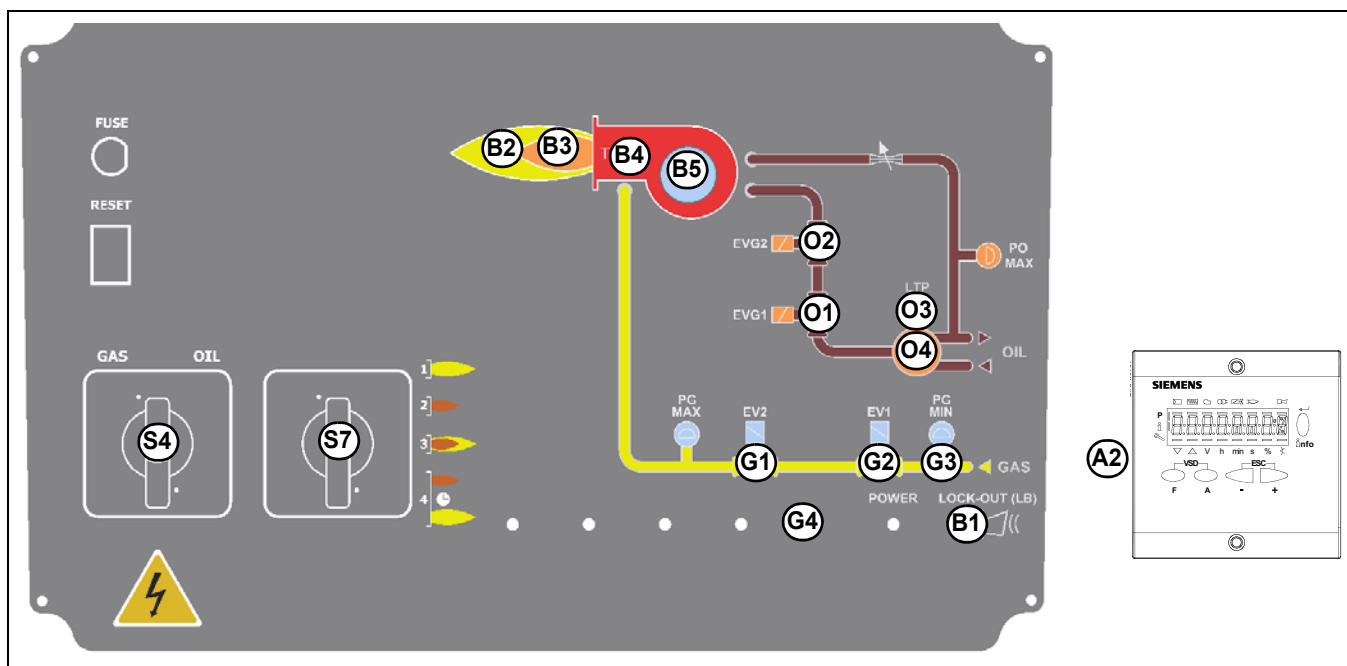 FUSE
B2
B3
T
B4
B5
RESET
EVG2
O2
PO
MAX
LTP
O3
EVG1
O1
O4
OIL
GAS
OIL
1
2
3
4
S4
S7
PG
MAX
EV2
EV1
PG
MIN
G1
G2
G3
GAS
POWER
LOCK-OUT (LB)
G4
B1
A2
SIEMENS
P
V
h
min
s
%
info
VSD
ESC
F
A
-
+